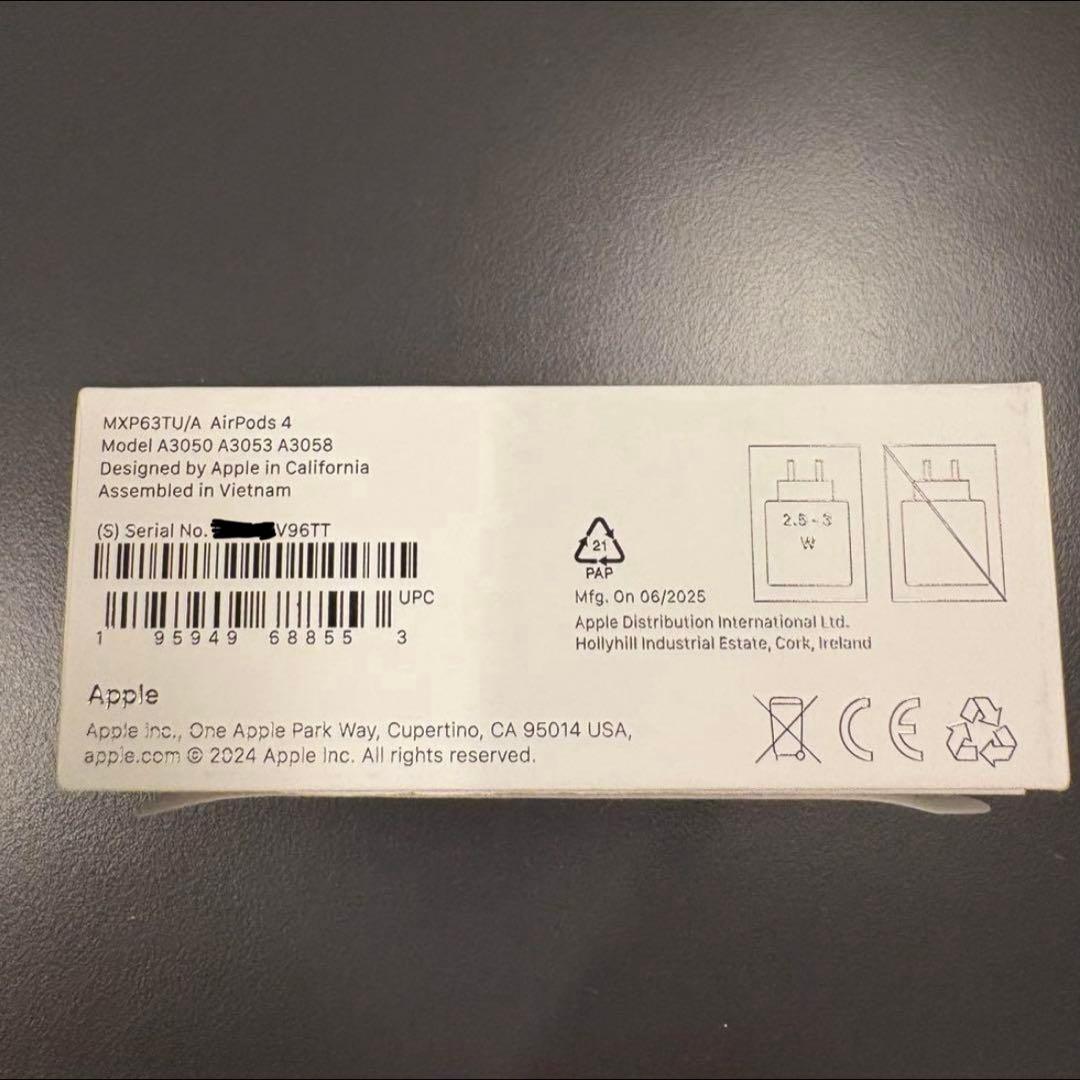 MXP63TU/A AirPods 4
Model A3050 A3053 A3058
Designed by Apple in California
Assembled in Vietnam
(S) Serial No. V96TT
UPC
1 95949 68855 3
Apple
Apple Inc., One Apple Park Way, Cupertino, CA 95014 USA,
apple.com © 2024 Apple Inc. All rights reserved.
21
PAP
Mfg. On 06/2025
Apple Distribution International Ltd.
Hollyhill Industrial Estate, Cork, Ireland
2.5 - 3
W
CE